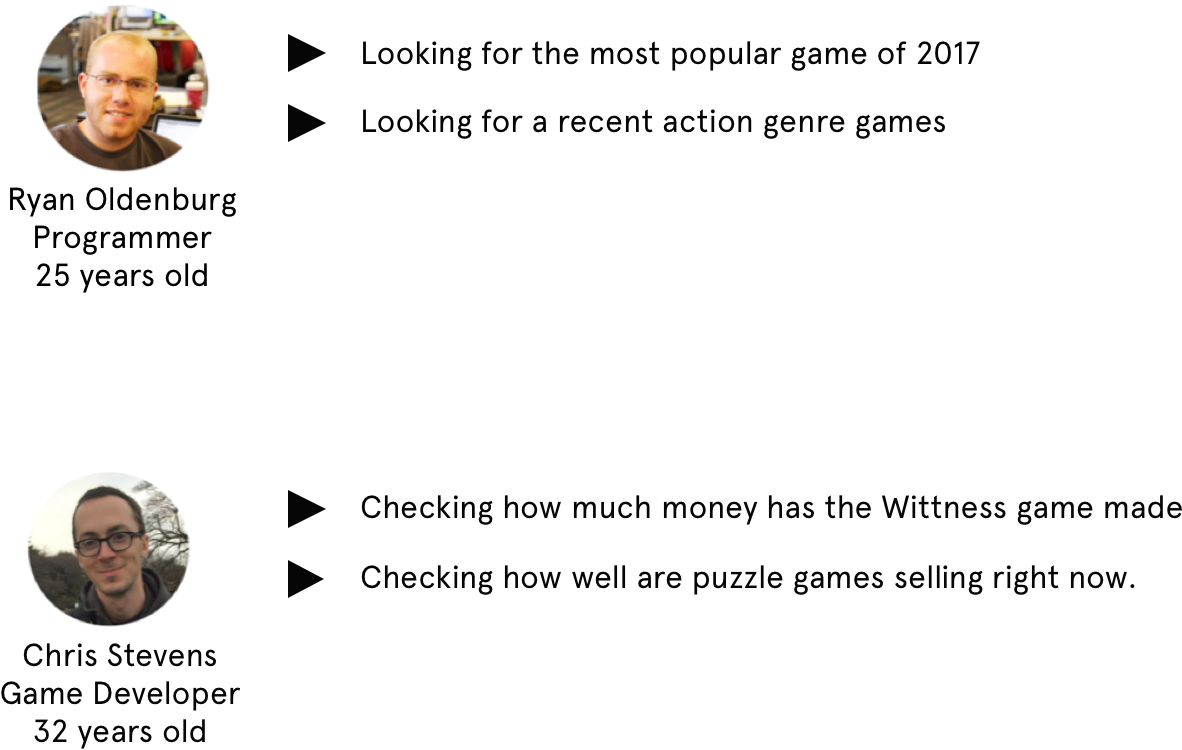 Looking for the most popular game of 2017
Looking for a recent action genre games
Ryan Oldenburg
Programmer
25 years old
Checking how much money has the Wittness game made
Checking how well are puzzle games selling right now.
Chris Stevens
Game Developer
32 years old